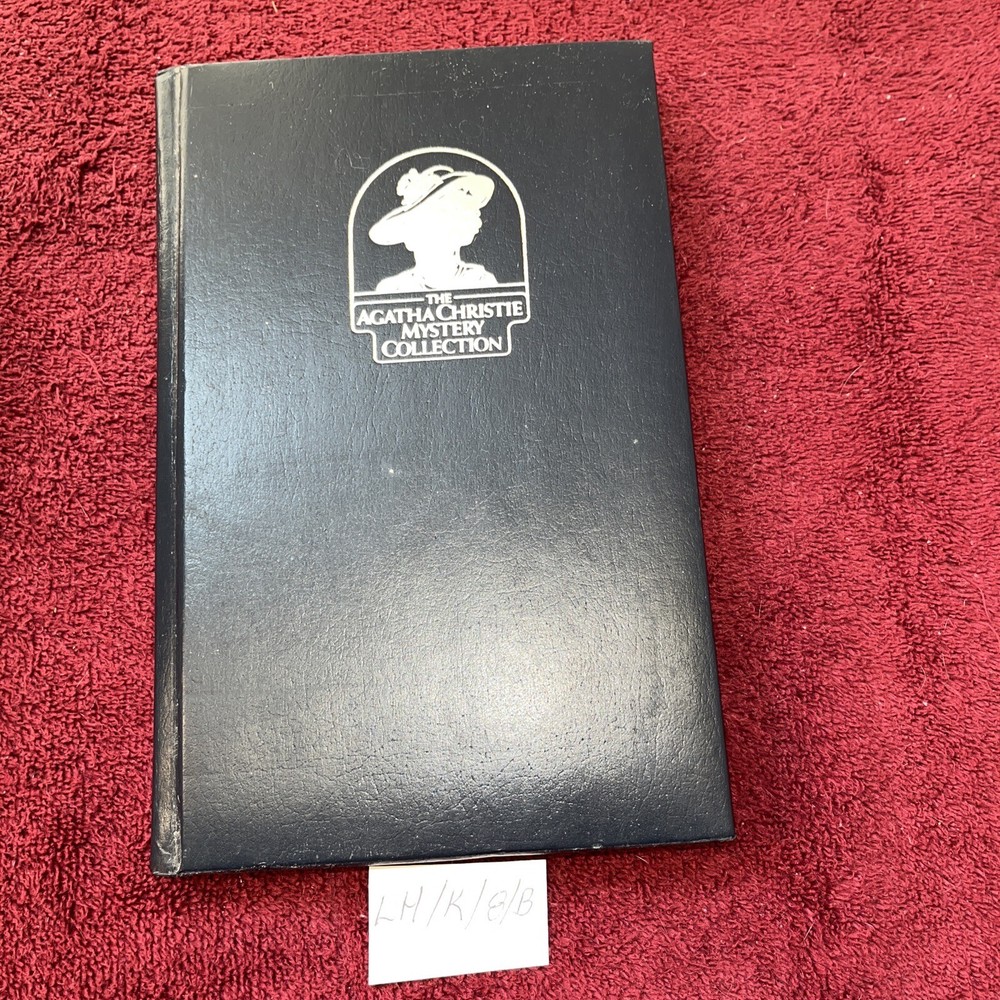 THE
AGATHA CHRISTIE
MYSTERY
COLLECTION
LH/K/8/B